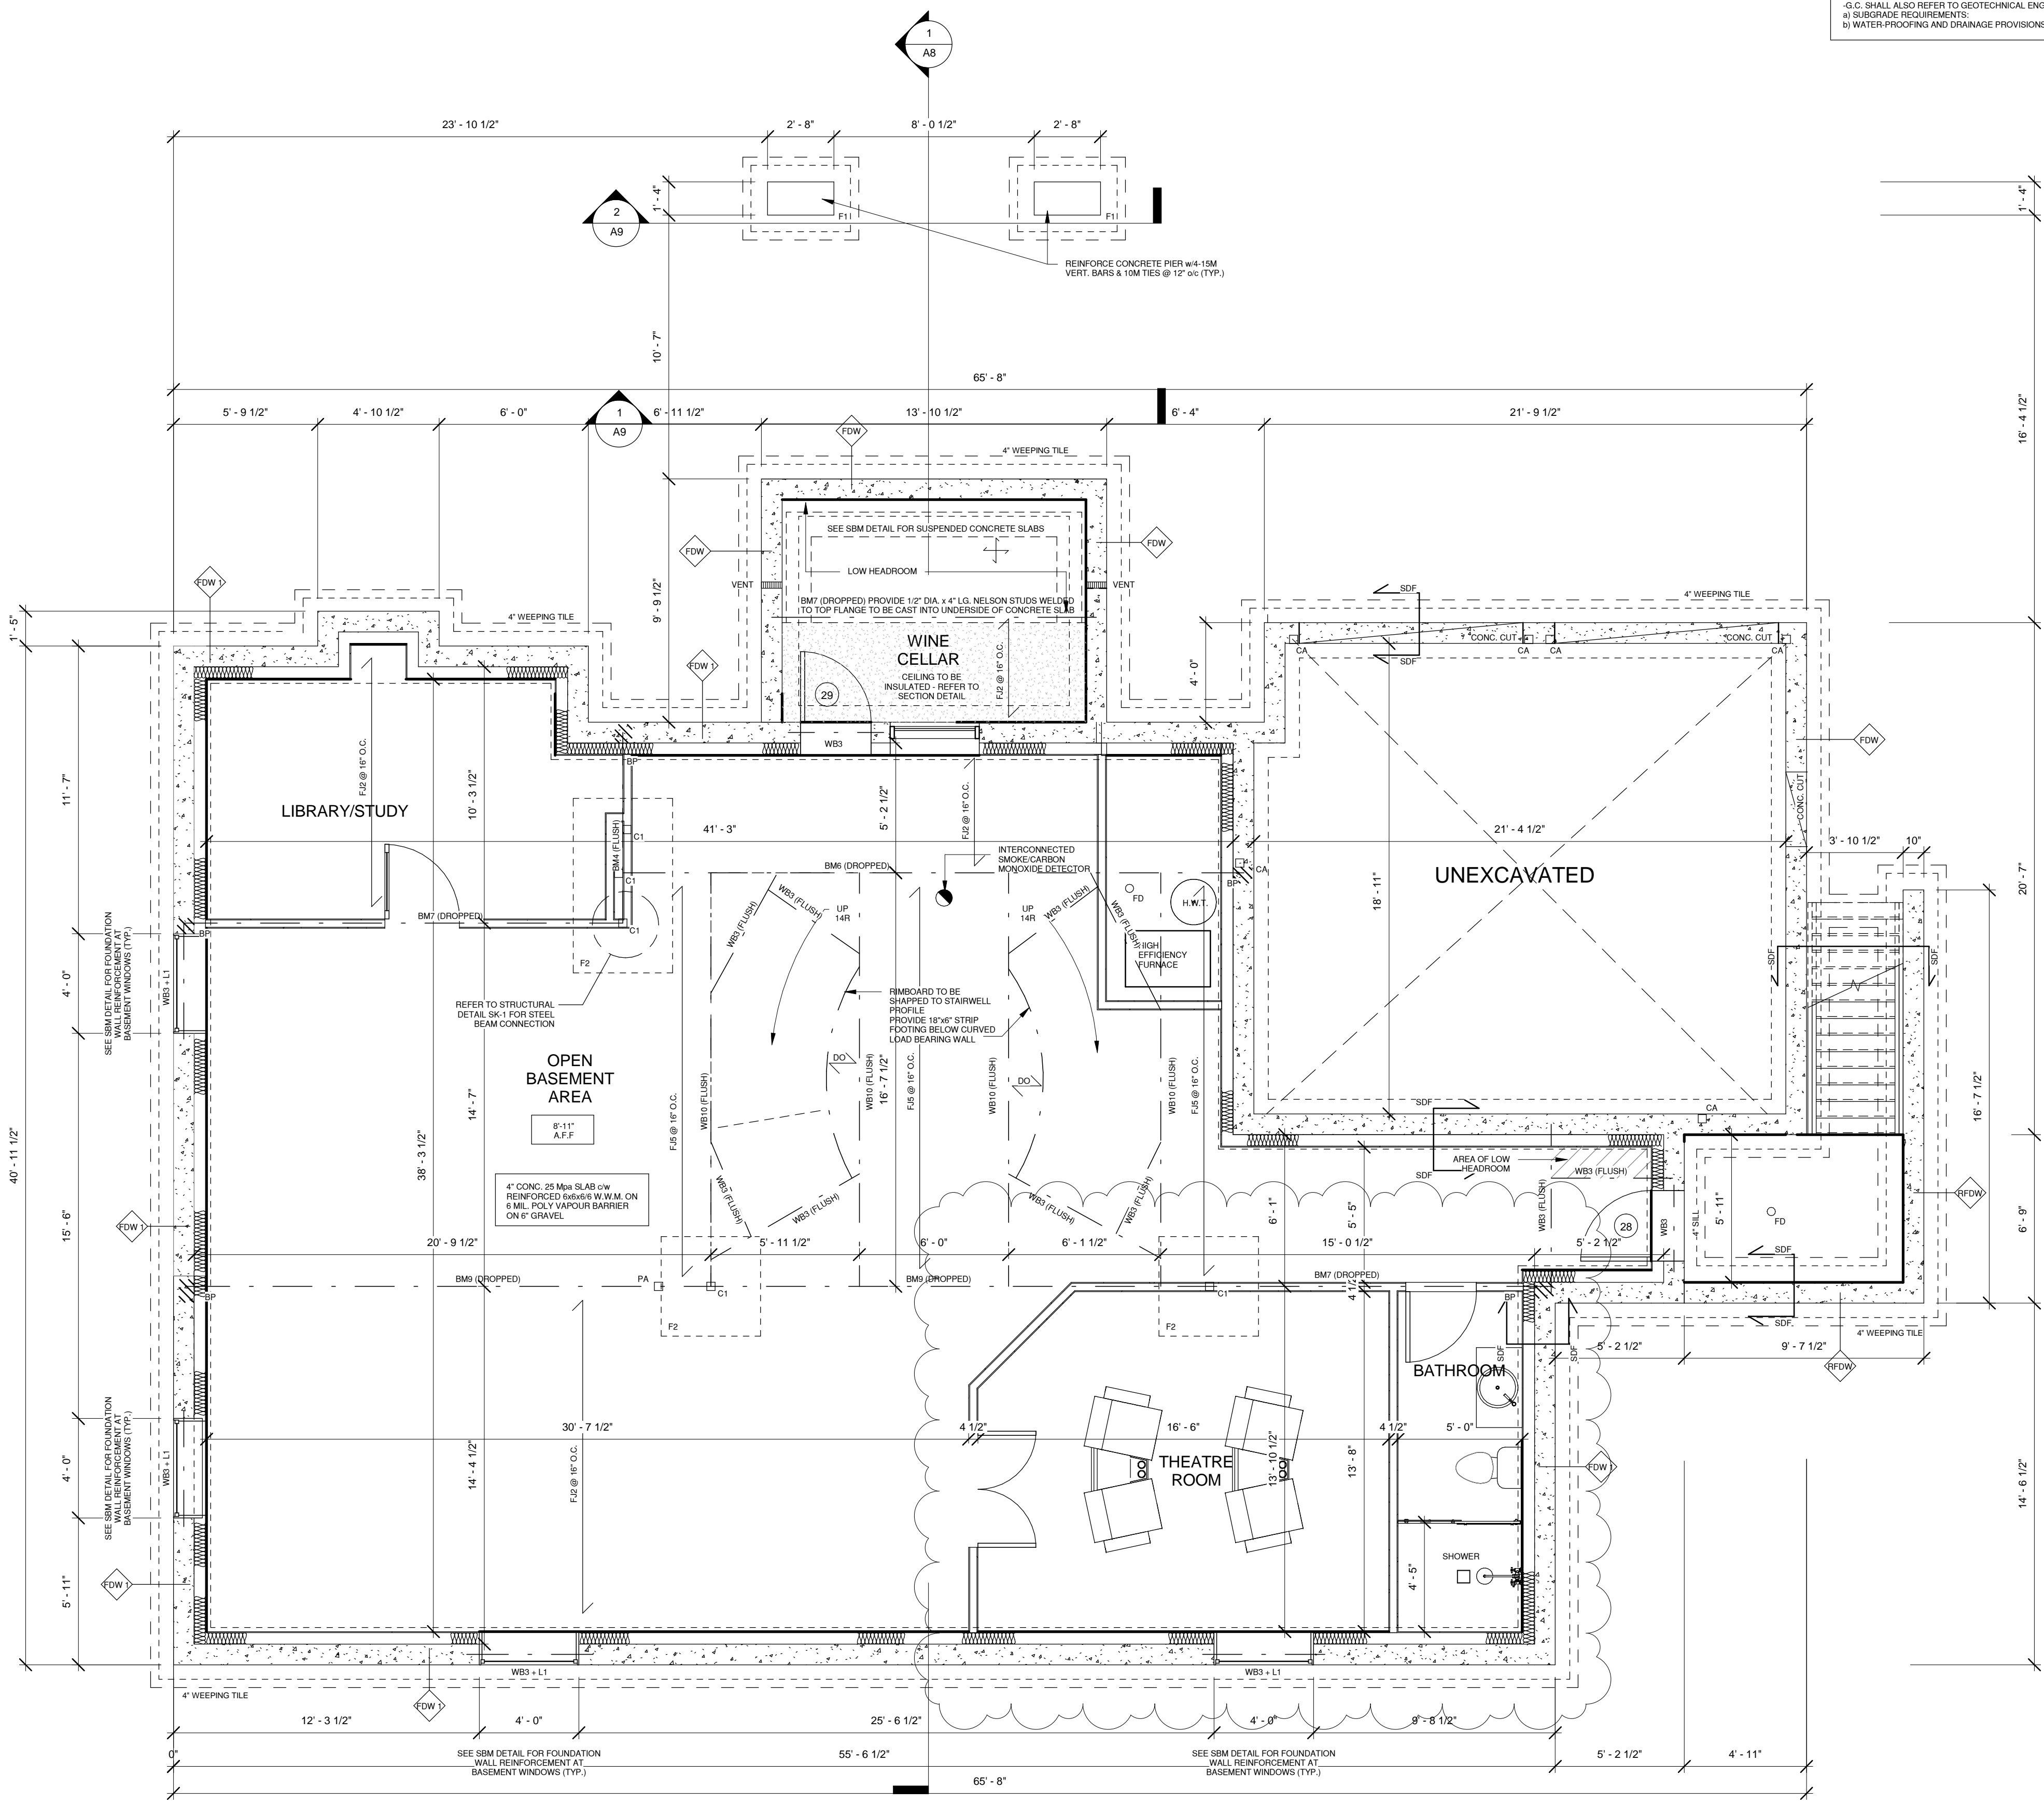 -G.C. SHALL ALSO REFER TO GEOTECHNICAL ENG
a) SUBGRADE REQUIREMENTS:
b) WATER-PROOFING AND DRAINAGE PROVISIONS
1
A8
23' - 10 1/2"
2' - 8"
8' - 0 1/2"
2' - 8"
1' - 4"
F1
F1
2
A9
1' - 4"
REINFORCE CONCRETE PIER w/4-15M
VERT. BARS & 10M TIES @ 12" o/c (TYP.)
10' - 7"
65' - 8"
5' - 9 1/2"
4' - 10 1/2"
6' - 0"
1
A9
6' - 11 1/2"
13' - 10 1/2"
6' - 4"
21' - 9 1/2"
16' - 4 1/2"
FDW
4" WEEPING TILE
SEE SBM DETAIL FOR SUSPENDED CONCRETE SLABS
FDW
FDW
LOW HEADROOM
VENT
VENT
9' - 9 1/2"
BM7 (DROPPED) PROVIDE 1/2" DIA. x 4" LG. NELSON STUDS WELDED
TO TOP FLANGE TO BE CAST INTO UNDERSIDE OF CONCRETE SLAB
WINE
CELLAR
CEILING TO BE
INSULATED - REFER TO
SECTION DETAIL
FJ2 @ 16" O.C.
29
WB3
FDW 1
4" WEEPING TILE
FDW 1
1' - 5"
4' - 0"
SDF
SDF
4" WEEPING TILE
CONC. CUT
CONC. CUT
CA
CA
CA
CA
FDW
CONC. CUT
FJ2 @ 16" O.C.
10' - 3 1/2"
BP
11' - 7"
LIBRARY/STUDY
BM4 (FLUSH)
C1
C1
C1
41' - 3"
5' - 2 1/2"
FJ2 @ 16" O.C.
21' - 4 1/2"
3' - 10 1/2"
10"
20' - 7"
INTERCONNECTED
SMOKE/CARBON
MONOXIDE DETECTOR
BM6 (DROPPED)
CA
BP
UNEXCAVATED
18' - 11"
WB3 (FLUSH)
WB3 (FLUSH)
UP
14R
UP
14R
WB3 (FLUSH)
WB3 (FLUSH)
FD
H.W.T.
HIGH
EFFICIENCY
FURNACE
BM7 (DROPPED)
BP
F2
SEE SBM DETAIL FOR FOUNDATION
WALL REINFORCEMENT AT
BASEMENT WINDOWS (TYP.)
4' - 0"
WB3 + L1
REFER TO STRUCTURAL
DETAIL SK-1 FOR STEEL
BEAM CONNECTION
RIMBOARD TO BE
SHAPPED TO STAIRWELL
PROFILE
PROVIDE 18"x6" STRIP
FOOTING BELOW CURVED
LOAD BEARING WALL
SDF
SDF
OPEN
BASEMENT
AREA
8'-11"
A.F.F
14' - 7"
38' - 3 1/2"
FJ5 @ 16" O.C.
WB10 (FLUSH)
DO
WB10 (FLUSH)
16' - 7 1/2"
FJ5 @ 16" O.C.
WB10 (FLUSH)
DO
WB10 (FLUSH)
FJ5 @ 16" O.C.
16' - 7 1/2"
40' - 11 1/2"
SDF
SDF
CA
AREA OF LOW
HEADROOM
WB3 (FLUSH)
4" CONC. 25 Mpa SLAB c/w
REINFORCED 6x6x6/6 W.W.M. ON
6 MIL. POLY VAPOUR BARRIER
ON 6" GRAVEL
WB3 (FLUSH)
WB3 (FLUSH)
WB3 (FLUSH)
WB3 (FLUSH)
6' - 1"
5' - 5"
WB3 (FLUSH)
28
WB3
4" SILL
5' - 11"
FD
RFDW
6' - 9"
15' - 6"
FDW 1
20' - 9 1/2"
5' - 11 1/2"
6' - 0"
6' - 1 1/2"
15' - 0 1/2"
5' - 2 1/2"
SDF
SDF
BM9 (DROPPED)
PA
C1
BM9 (DROPPED)
BM7 (DROPPED)
4 1/2"
C1
BP
BP
F2
F2
SDF
SDF
4" WEEPING TILE
5' - 2 1/2"
9' - 7 1/2"
RFDW
BATHROOM
SEE SBM DETAIL FOR FOUNDATION
WALL REINFORCEMENT AT
BASEMENT WINDOWS (TYP.)
4' - 0"
WB3 + L1
30' - 7 1/2"
4 1/2"
16' - 6"
4 1/2"
5' - 0"
14' - 4 1/2"
FJ2 @ 16" O.C.
THEATRE
ROOM
13' - 10 1/2"
13' - 8"
FDW 1
14' - 6 1/2"
SHOWER
4' - 5"
5' - 11"
FDW 1
WB3 + L1
WB3 + L1
4" WEEPING TILE
FDW 1
12' - 3 1/2"
4' - 0"
25' - 6 1/2"
4' - 0"
9' - 8 1/2"
0"
SEE SBM DETAIL FOR FOUNDATION
WALL REINFORCEMENT AT
BASEMENT WINDOWS (TYP.)
55' - 6 1/2"
SEE SBM DETAIL FOR FOUNDATION
WALL REINFORCEMENT AT
BASEMENT WINDOWS (TYP.)
5' - 2 1/2"
4' - 11"
65' - 8"